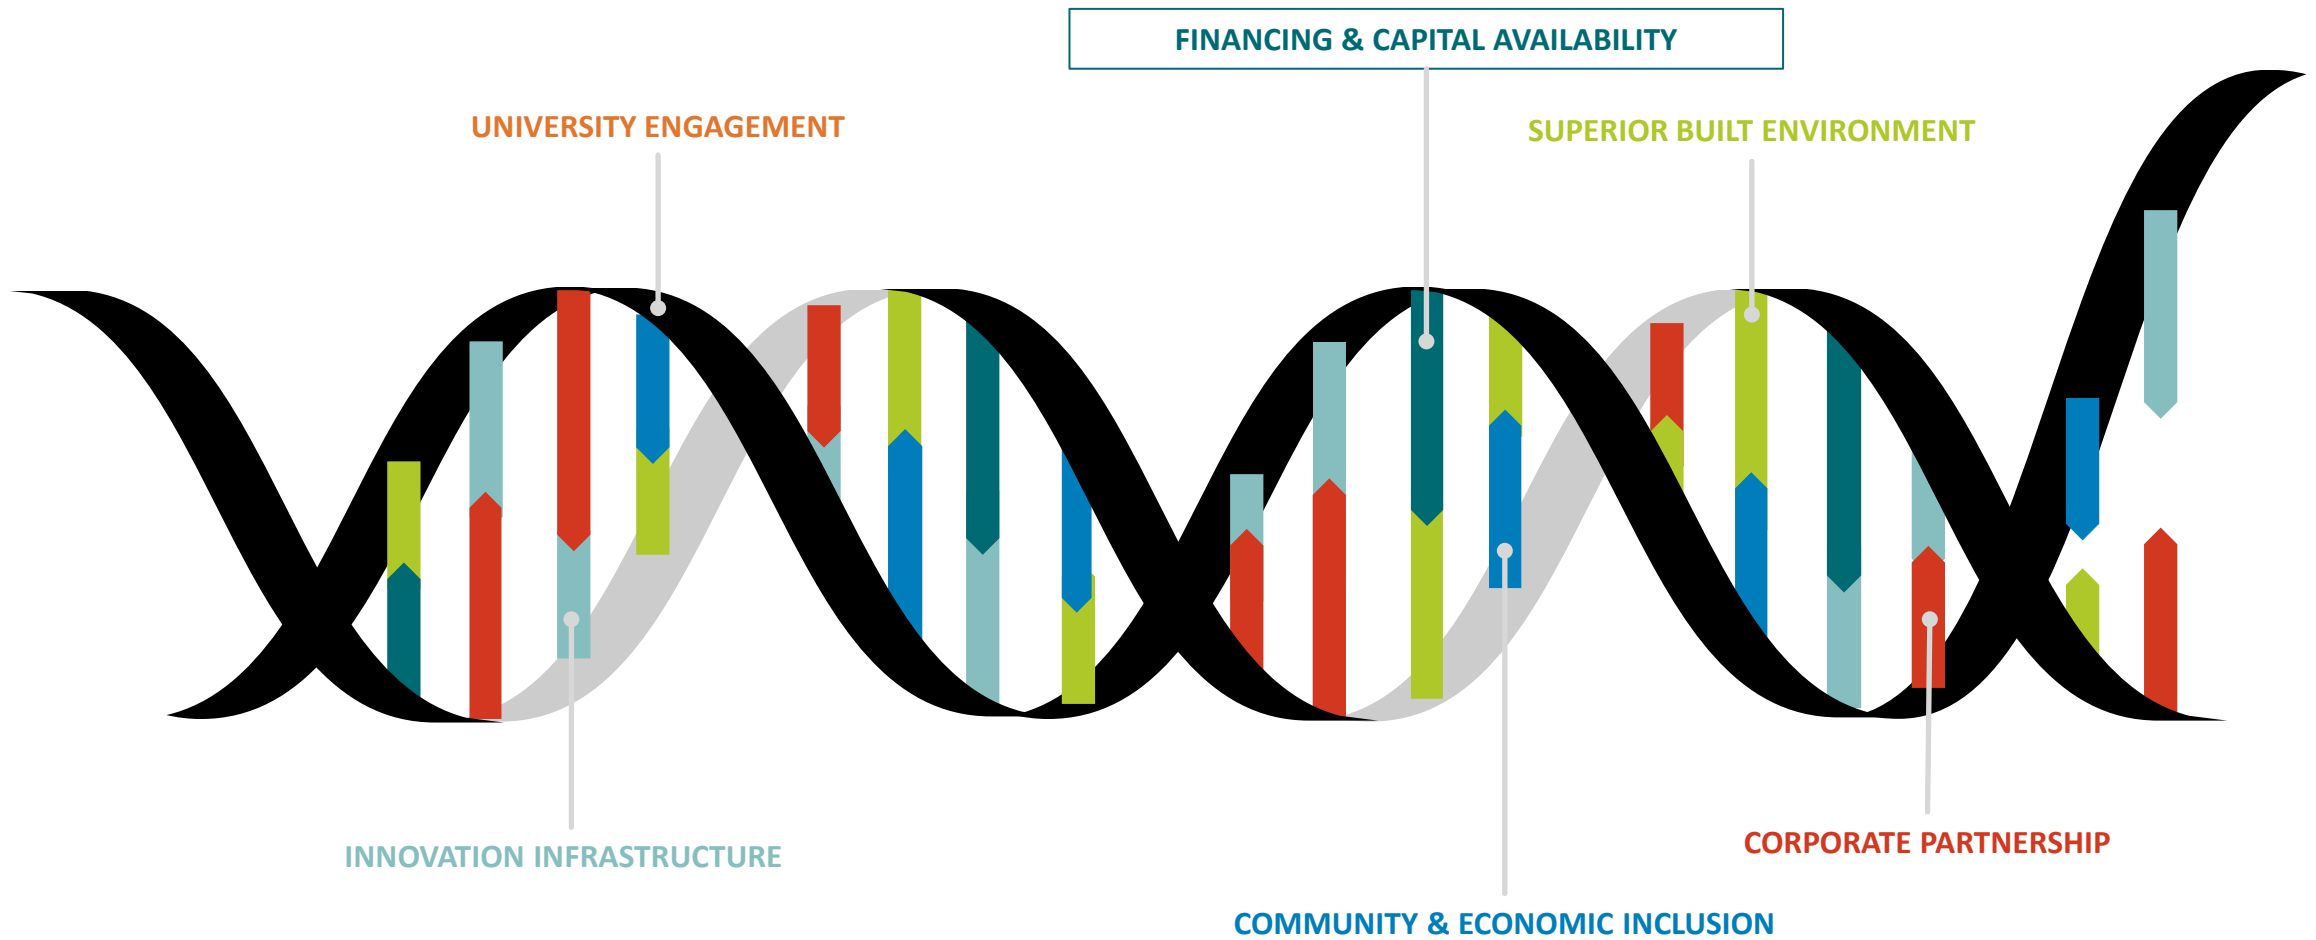 FINANCING & CAPITAL AVAILABILITY
UNIVERSITY ENGAGEMENT
SUPERIOR BUILT ENVIRONMENT
INNOVATION INFRASTRUCTURE
CORPORATE PARTNERSHIP
COMMUNITY & ECONOMIC INCLUSION